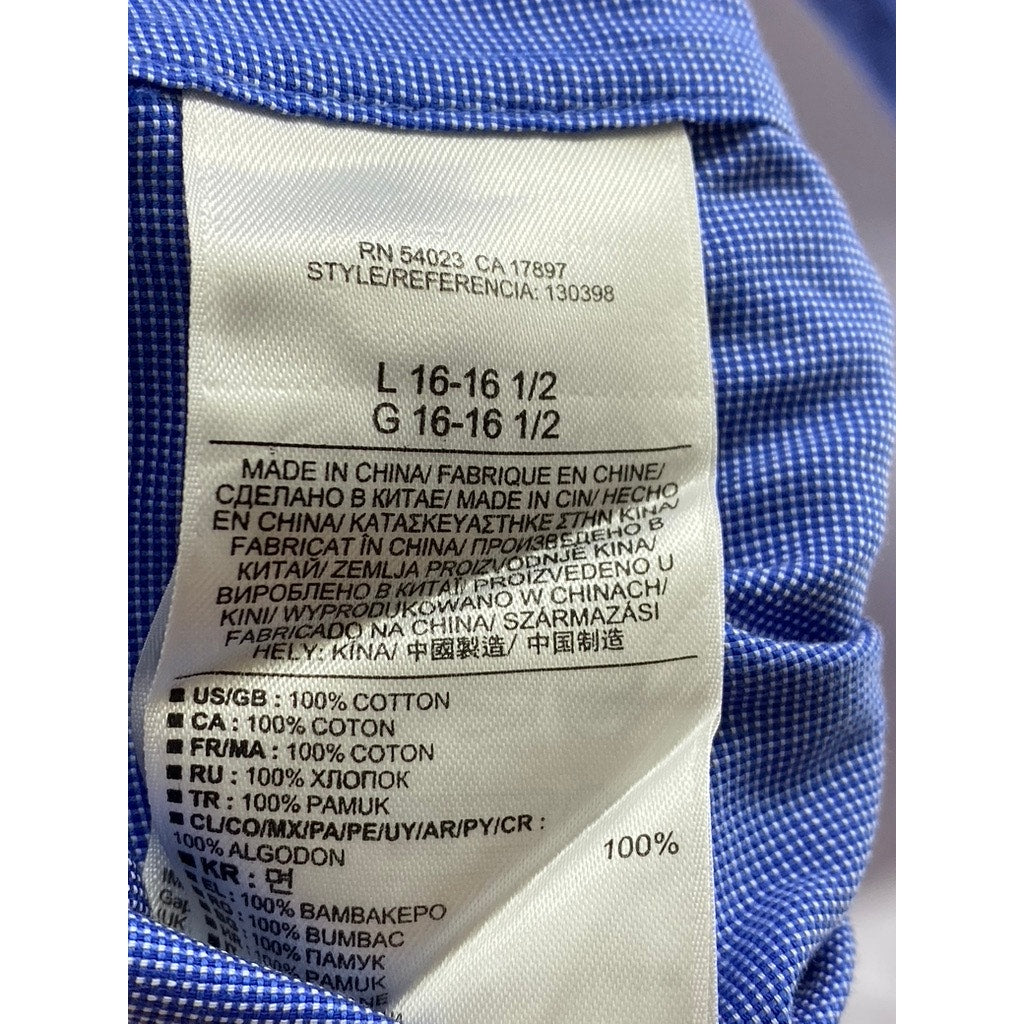 RN 54023 CA 17897
STYLE/REFERENCIA: 130398
L 16-16 1/2
G 16-16 1/2
MADE IN CHINA/ FABRIQUE EN CHINE/
СДЕЛАНО В КИТАЕ/ MADE IN CIN/ HECHO
EN CHINA/ ΚΑΤΑΣΚΕΥΑΣΤΗΚΕ ΣΤΗΝ ΚΙΝΑ/
FABRICAT ÎN CHINA/ ПРОИЗВЕДЕНО В
КИТАЙ/ ZEMLJA PROIZVODNJE KINA/
ВИРОБЛЕНО В КИТАЇ/ PROIZVEDENO U
KINI/ WYPRODUKOWANO W CHINACH/
FABRICADO NA CHINA/ SZÁRMAZÁSI
HELY: KÍNA/ 中國製造/ 中国制造
■ US/GB : 100% COTTON
■ CA : 100% COTON
■ FR/MA : 100% COTON
■ RU : 100% ХЛОПОК
■ TR : 100% PAMUK
■ CL/CO/MX/PA/PE/UY/AR/PY/CR :
100% ALGODON
■ KR : 면 100%
■ EL : 100% ΒΑΜΒΑΚΕΡΟ
■ RO : 100% BUMBAC
■ BG : 100% ПАМУК
■ HR : 100% PAMUK